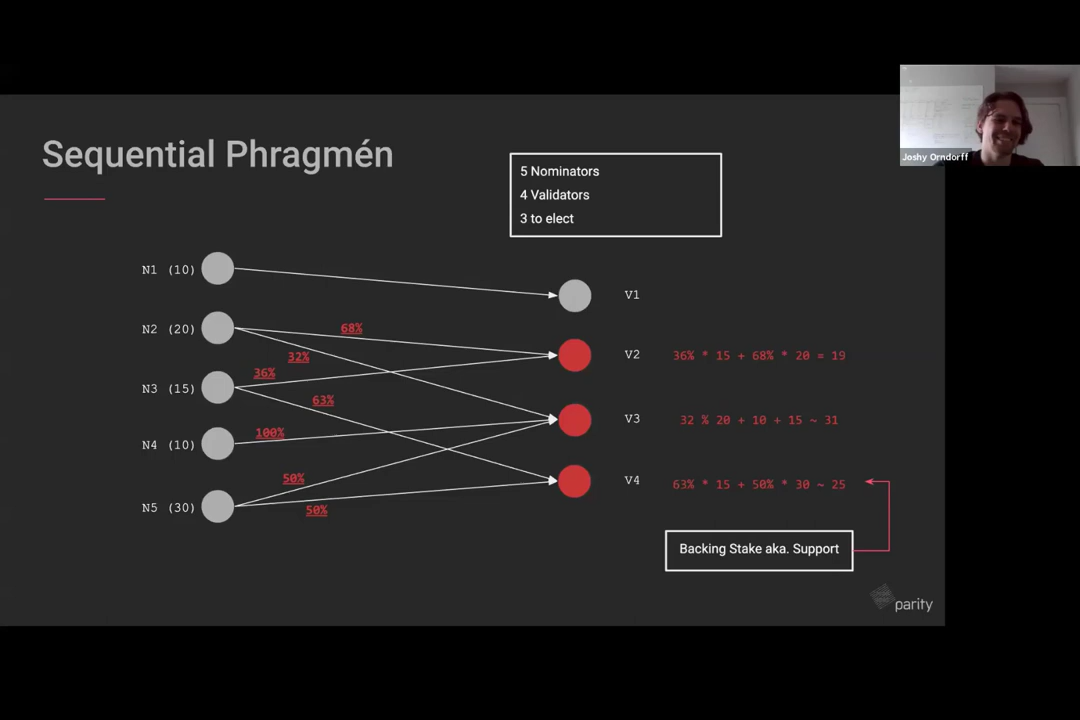 Joshy Orndorff
Sequential Phragmén
5 Nominators
4 Validators
3 to elect
N1 (10)
V1
N2 (20)
68%
32%
V2
36% * 15 + 68% * 20 = 19
36%
N3 (15)
63%
V3
32 % 20 + 10 + 15 ~ 31
100%
N4 (10)
50%
V4
63% * 15 + 50% * 30 ~ 25
N5 (30)
50%
Backing Stake aka. Support
parity